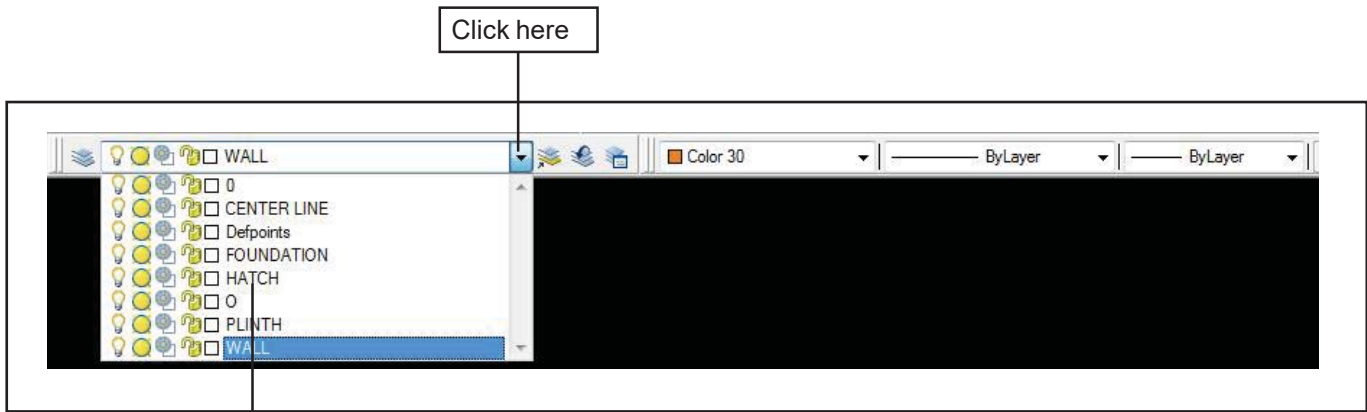 Click here
WALL
Color 30
ByLayer
ByLayer
0
CENTER LINE
Defpoints
FOUNDATION
HATCH
O
PLINTH
WALL